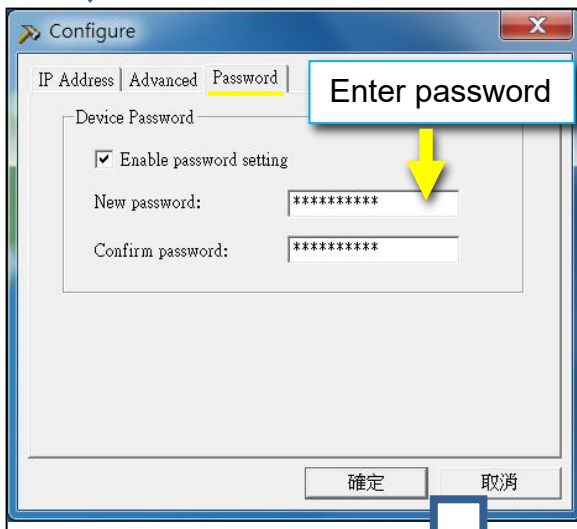 Configure
IP Address Advanced Password
Enter password
Device Password
Enable password setting
New password: **********
Confirm password: **********
確定 取消